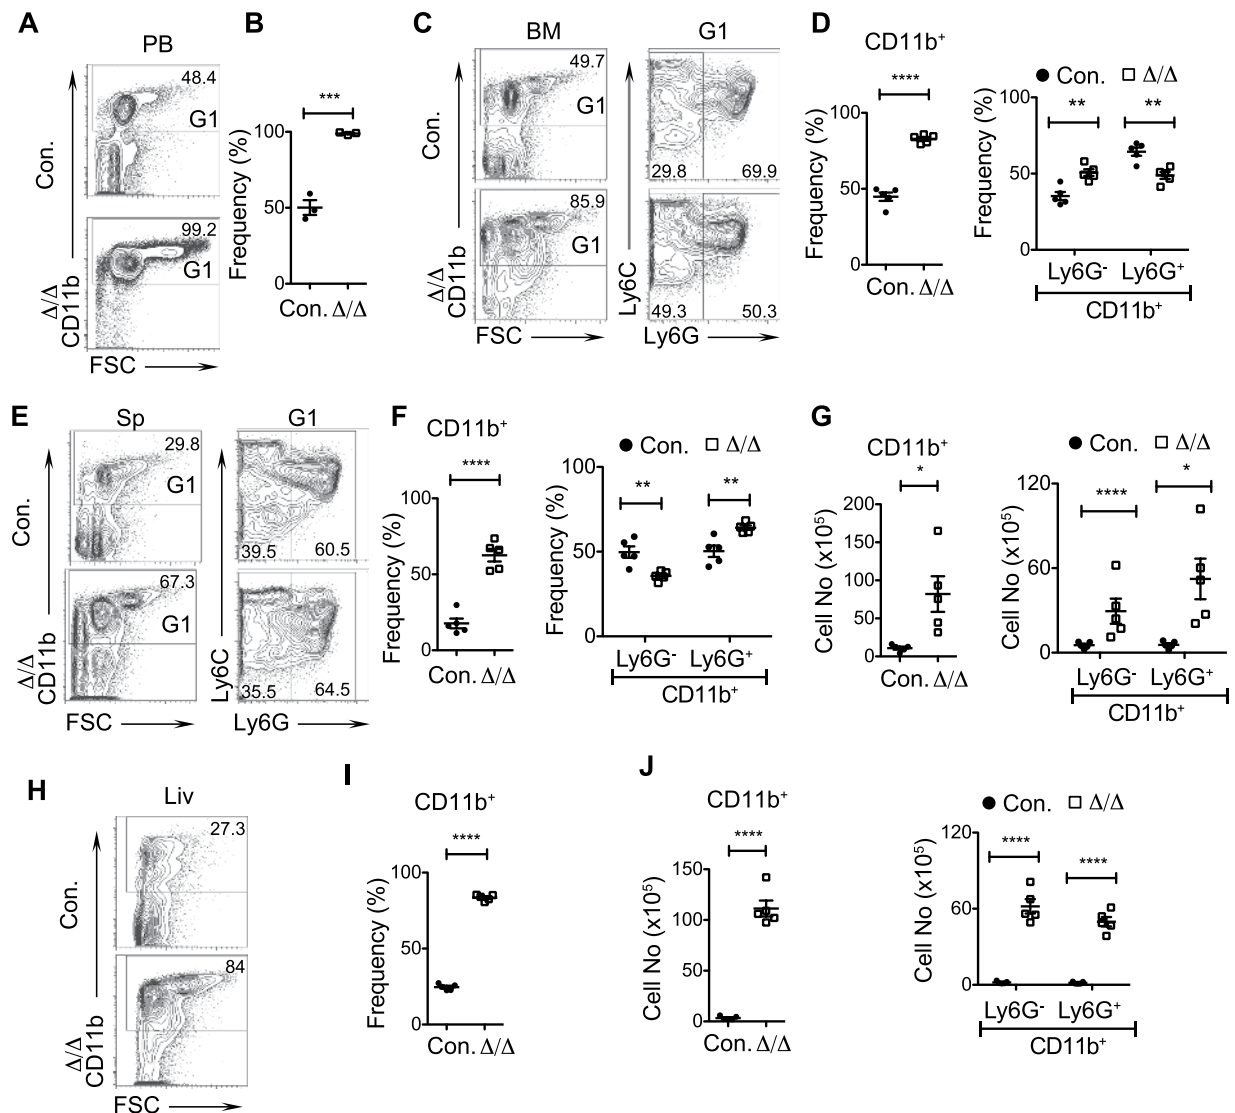 A
PB
Con.
48.4
G1
99.2
G1
Δ/Δ
CD11b
FSC
B
***
Frequency (%)
100
50
0
Con. Δ/Δ
C
BM
G1
Con.
49.7
G1
29.8
69.9
85.9
G1
49.3
50.3
Δ/Δ
CD11b
FSC
Ly6C
Ly6G
D
CD11b⁺
****
Frequency (%)
100
50
0
Con. Δ/Δ
Con. Δ/Δ
** **
Frequency (%)
100
50
0
Ly6G⁻ Ly6G⁺
CD11b⁺
E
Sp
G1
Con.
29.8
G1
39.5
60.5
67.3
G1
35.5
64.5
Δ/Δ
CD11b
FSC
Ly6C
Ly6G
F
CD11b⁺
****
Frequency (%)
100
50
0
Con. Δ/Δ
Con. Δ/Δ
** **
Frequency (%)
100
50
0
Ly6G⁻ Ly6G⁺
CD11b⁺
G
CD11b⁺
*
Cell No (x10⁵)
200
150
100
50
0
Con. Δ/Δ
Con. Δ/Δ
**** *
Cell No (x10⁵)
120
60
0
Ly6G⁻ Ly6G⁺
CD11b⁺
H
Liv
Con.
27.3
84
Δ/Δ
CD11b
FSC
I
CD11b⁺
****
Frequency (%)
100
50
0
Con. Δ/Δ
J
CD11b⁺
****
Cell No (x10⁵)
150
100
50
0
Con. Δ/Δ
Con. Δ/Δ
**** ****
Cell No (x10⁵)
120
60
0
Ly6G⁻ Ly6G⁺
CD11b⁺